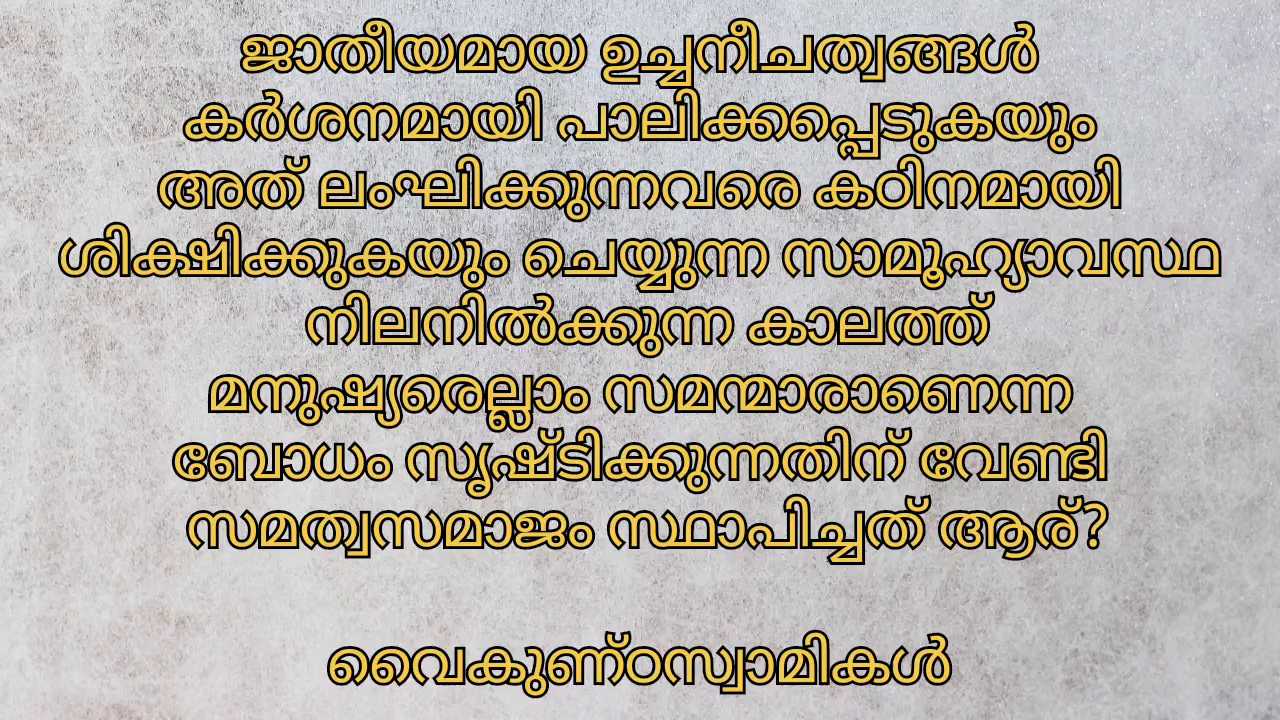 ജാതീയമായ ഉച്ചനീചത്വങ്ങൾ
കർശനമായി പാലിക്കപ്പെടുകയും
അത് ലംഘിക്കുന്നവരെ കഠിനമായി
ശിക്ഷിക്കുകയും ചെയ്യുന്ന സാമൂഹ്യാവസ്ഥ
നിലനിൽക്കുന്ന കാലത്ത്
മനുഷ്യരെല്ലാം സമന്മാരാണെന്ന
ബോധം സൃഷ്ടിക്കുന്നതിന് വേണ്ടി
സമത്വസമാജം സ്ഥാപിച്ചത് ആര്?
വൈകുണ്ഠസ്വാമികൾ